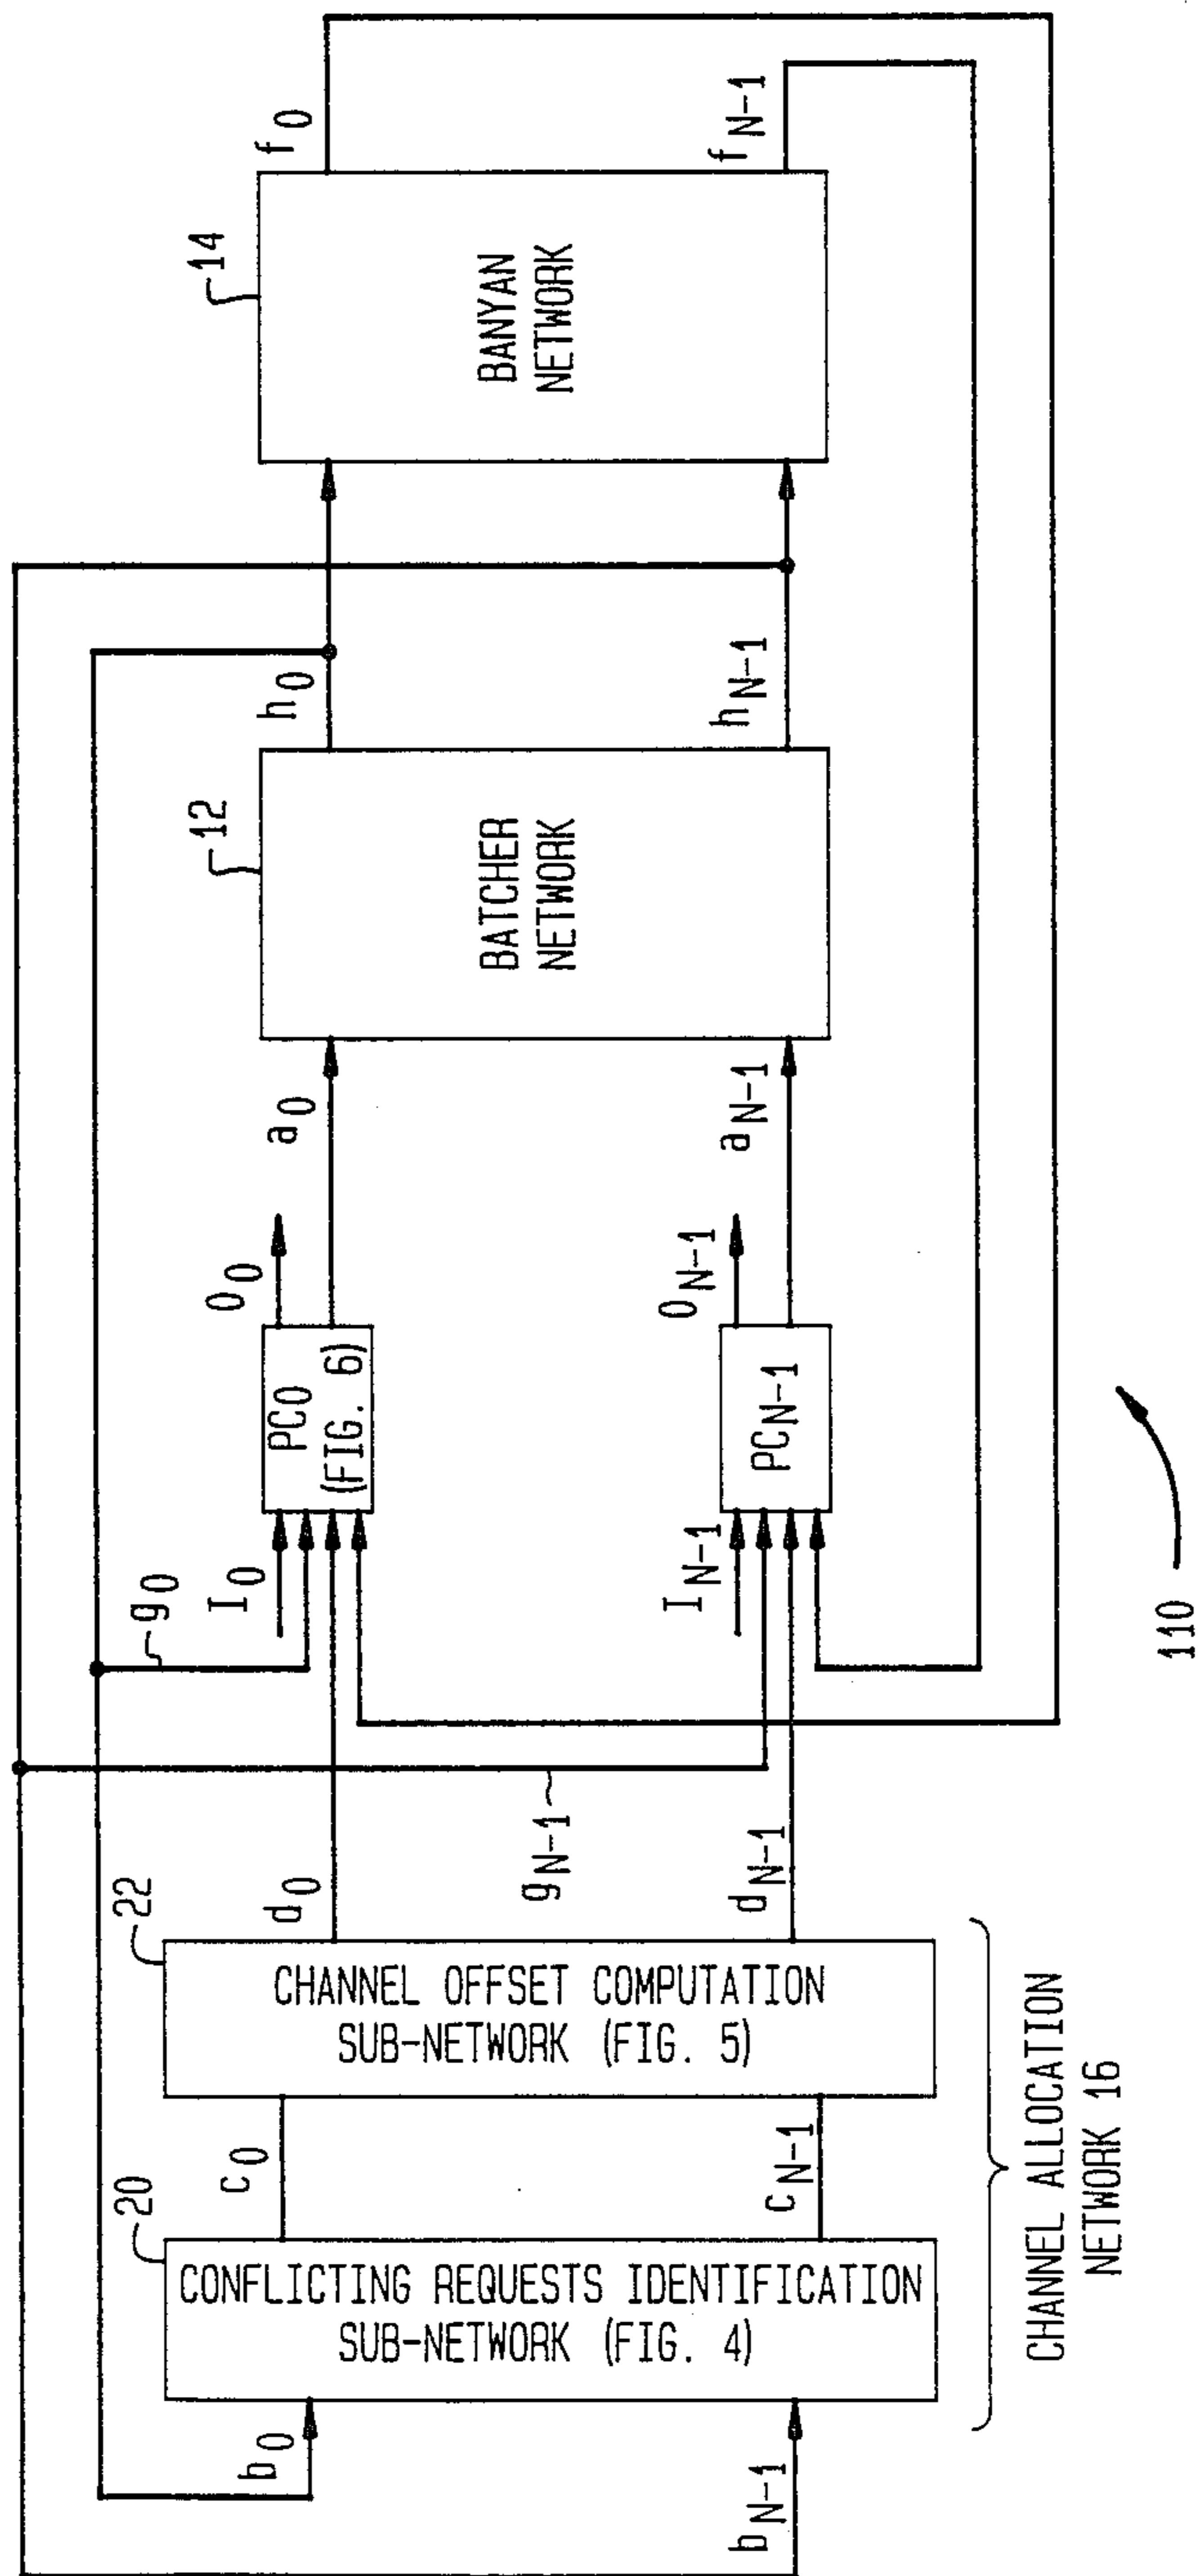 CONFLICTING REQUESTS IDENTIFICATION
SUB-NETWORK (FIG. 4)
20
b0
bN-1
c0
cN-1
CHANNEL OFFSET COMPUTATION
SUB-NETWORK (FIG. 5)
22
CHANNEL ALLOCATION
NETWORK 16
d0
dN-1
g0
gN-1
I0
IN-1
PC0
(FIG. 6)
PCN-1
O0
ON-1
a0
aN-1
BATCHER
NETWORK
12
h0
hN-1
BANYAN
NETWORK
14
f0
fN-1
110